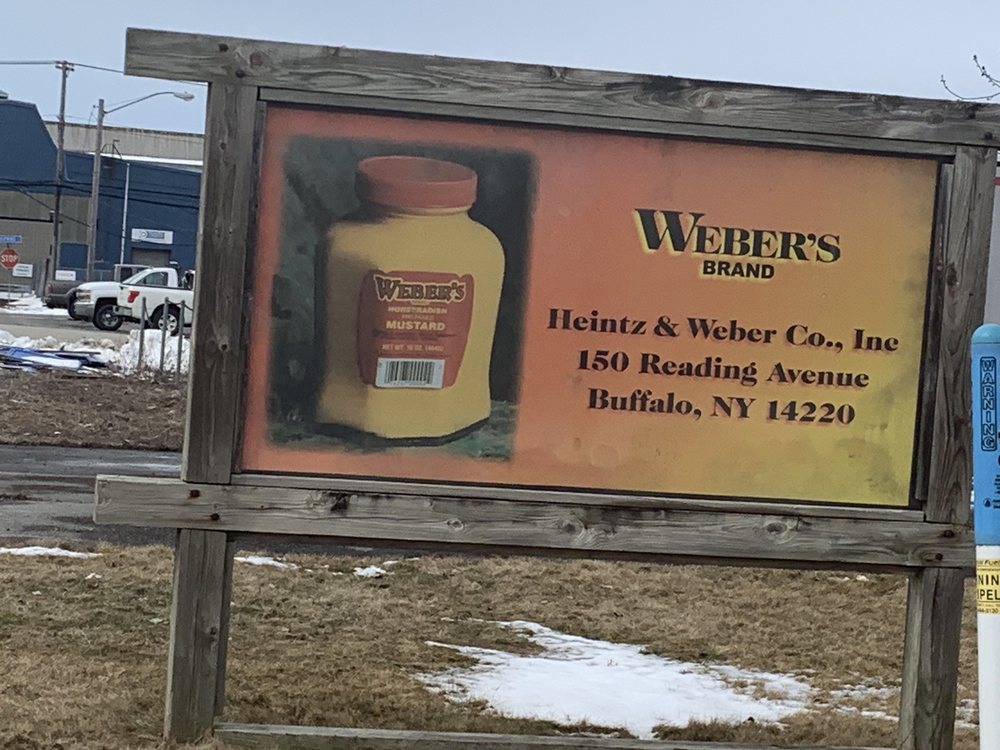 WEBER'S
BRAND
Heintz & Weber Co., Inc
150 Reading Avenue
Buffalo, NY 14220
WEBER'S
HORSERADISH
MUSTARD
STOP
WARNING